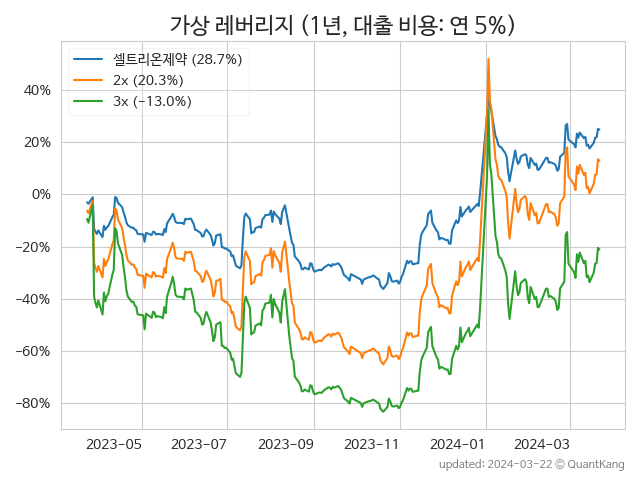 가상 레버리지 (1년, 대출 비용: 연 5%)
셀트리온제약 (28.7%)
2x (20.3%)
3x (−13.0%)
40%
20%
0%
−20%
−40%
−60%
−80%
2023-05 2023-07 2023-09 2023-11 2024-01 2024-03
updated: 2024-03-22 © QuantKang